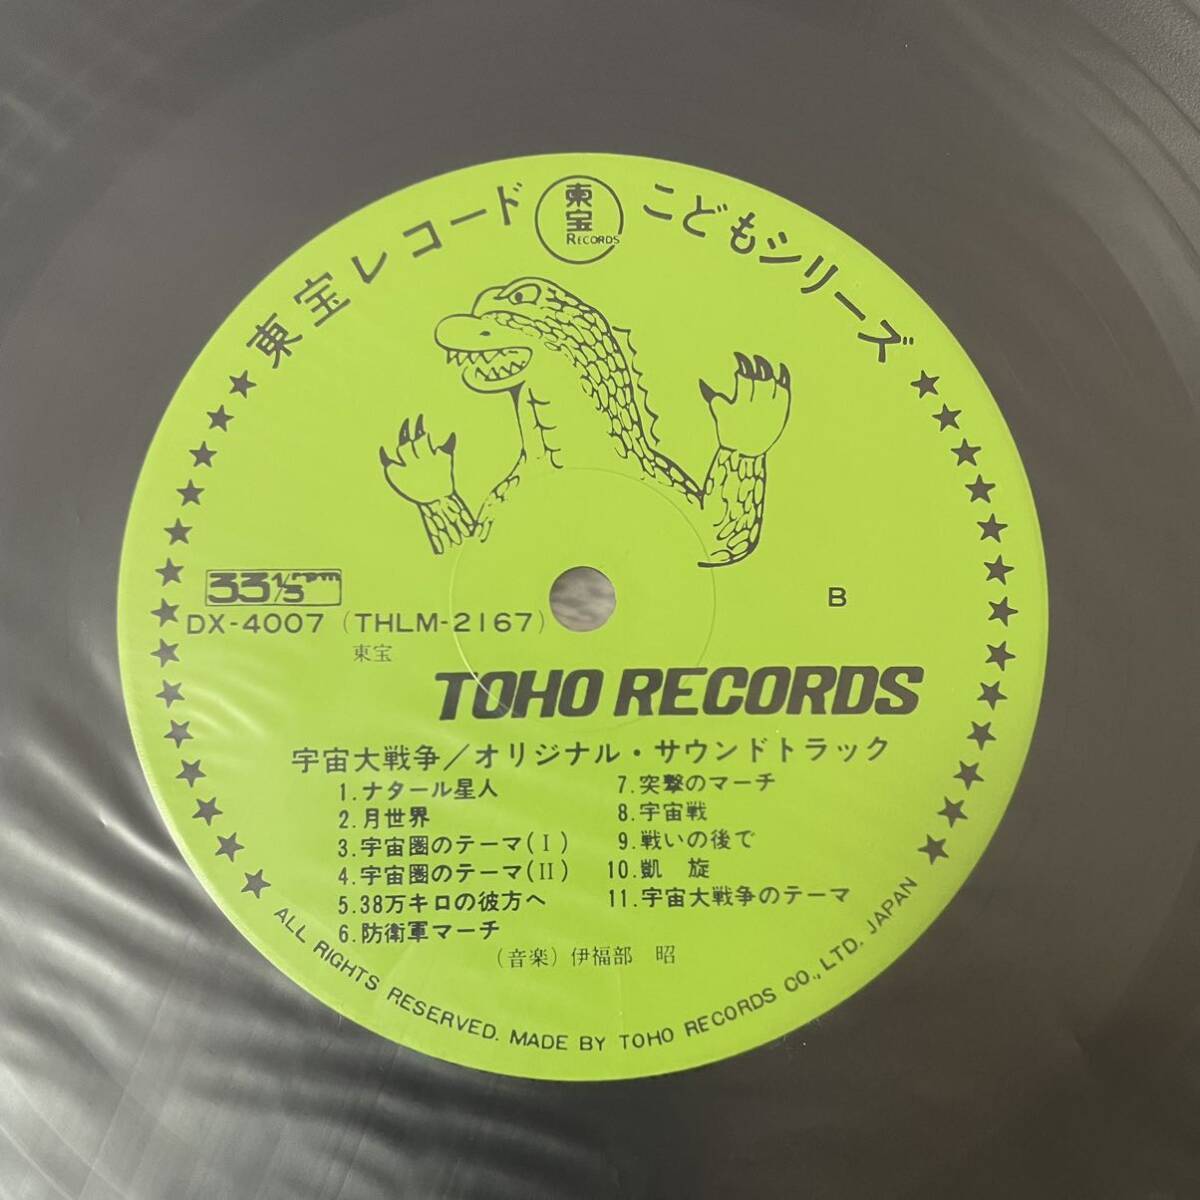 東宝レコード
東宝
RECORDS
こどもシリーズ
33 1/3 rpm
DX-4007 (THLM-2167)
東宝
B
TOHO RECORDS
宇宙大戦争/オリジナル・サウンドトラック
1.ナタール星人
2.月世界
3.宇宙圏のテーマ(I)
4.宇宙圏のテーマ(II)
5.38万キロの彼方へ
6.防衛軍マーチ
7.突撃のマーチ
8.宇宙戦
9.戦いの後で
10.凱 旋
11.宇宙大戦争のテーマ
(音楽)伊福部 昭
ALL RIGHTS RESERVED. MADE BY TOHO RECORDS CO., LTD. JAPAN